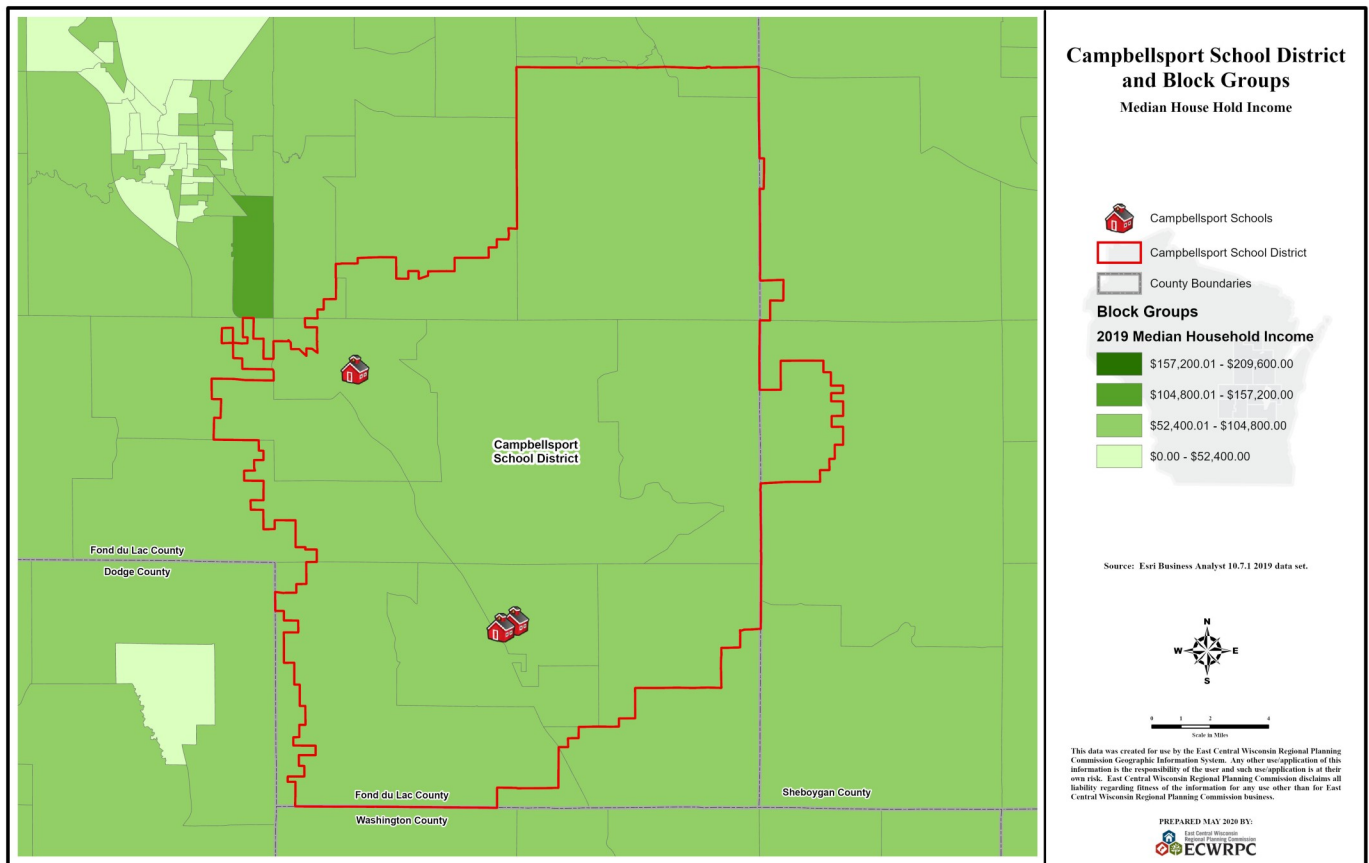 Campbellsport School District
and Block Groups
Median House Hold Income
Campbellsport Schools
Campbellsport School District
County Boundaries
Block Groups
2019 Median Household Income
$157,200.01 - $209,600.00
$104,800.01 - $157,200.00
$52,400.01 - $104,800.00
$0.00 - $52,400.00
Campbellsport
School District
Fond du Lac County
Dodge County
Fond du Lac County
Washington County
Sheboygan County
Source: Esri Business Analyst 10.7.1 2019 data set.
N
W E
S
0 1 2 4
Scale in Miles
This data was created for use by the East Central Wisconsin Regional Planning
Commission Geographic Information System. Any other use/application of this
information is the responsibility of the user and such use/application is at their
own risk. East Central Wisconsin Regional Planning Commission disclaims all
liability regarding fitness of the information for any use other than for East
Central Wisconsin Regional Planning Commission business.
PREPARED MAY 2020 BY:
East Central Wisconsin
Regional Planning Commission
ECWRPC